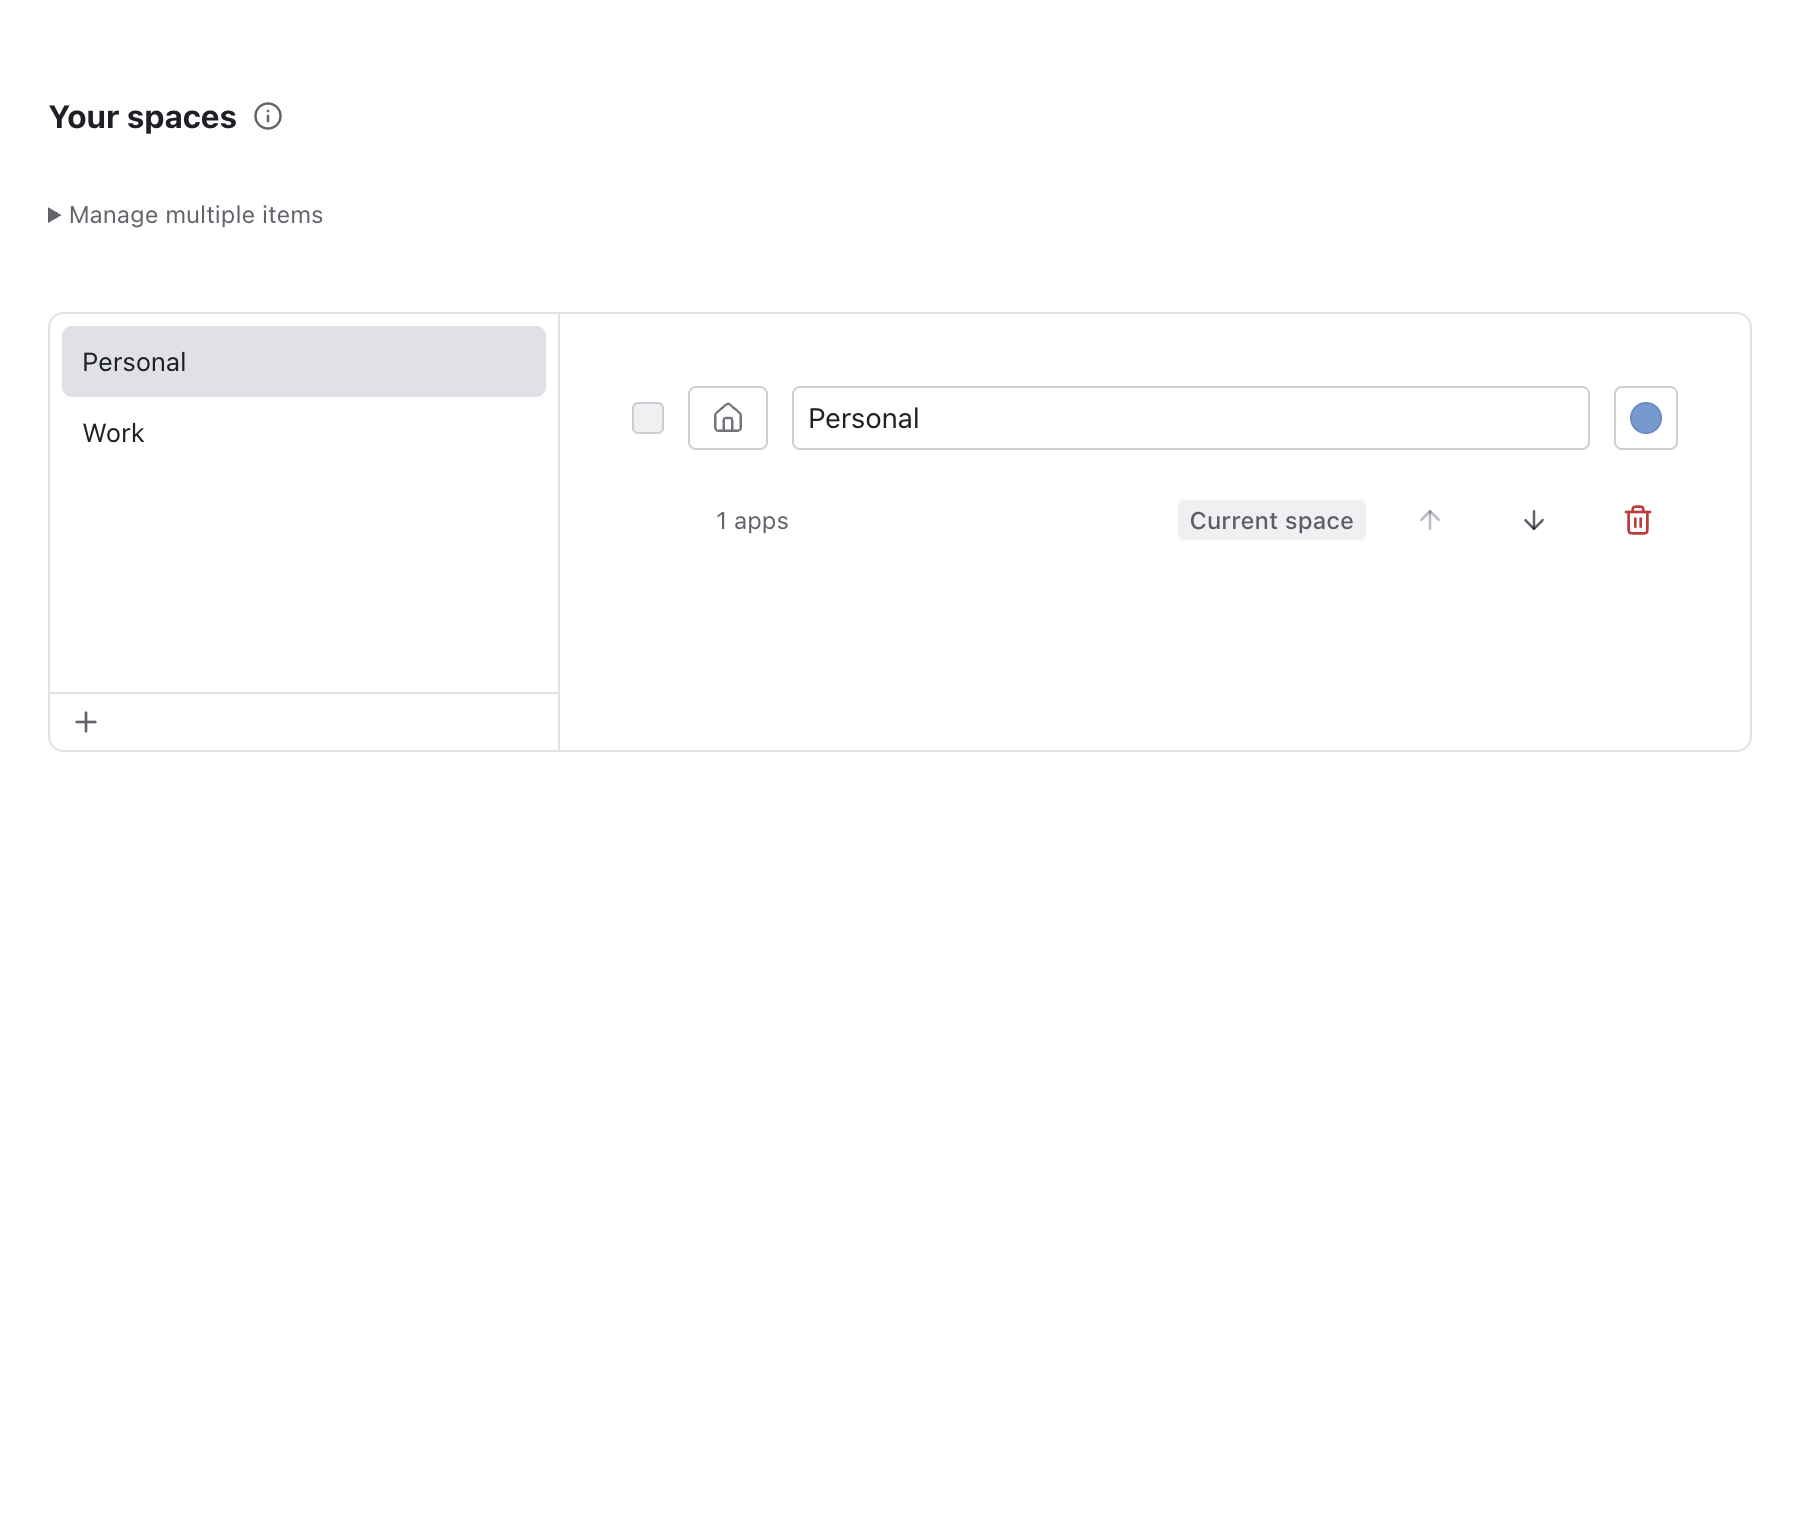 Your spaces
Manage multiple items
Personal
Work
Personal
1 apps
Current space